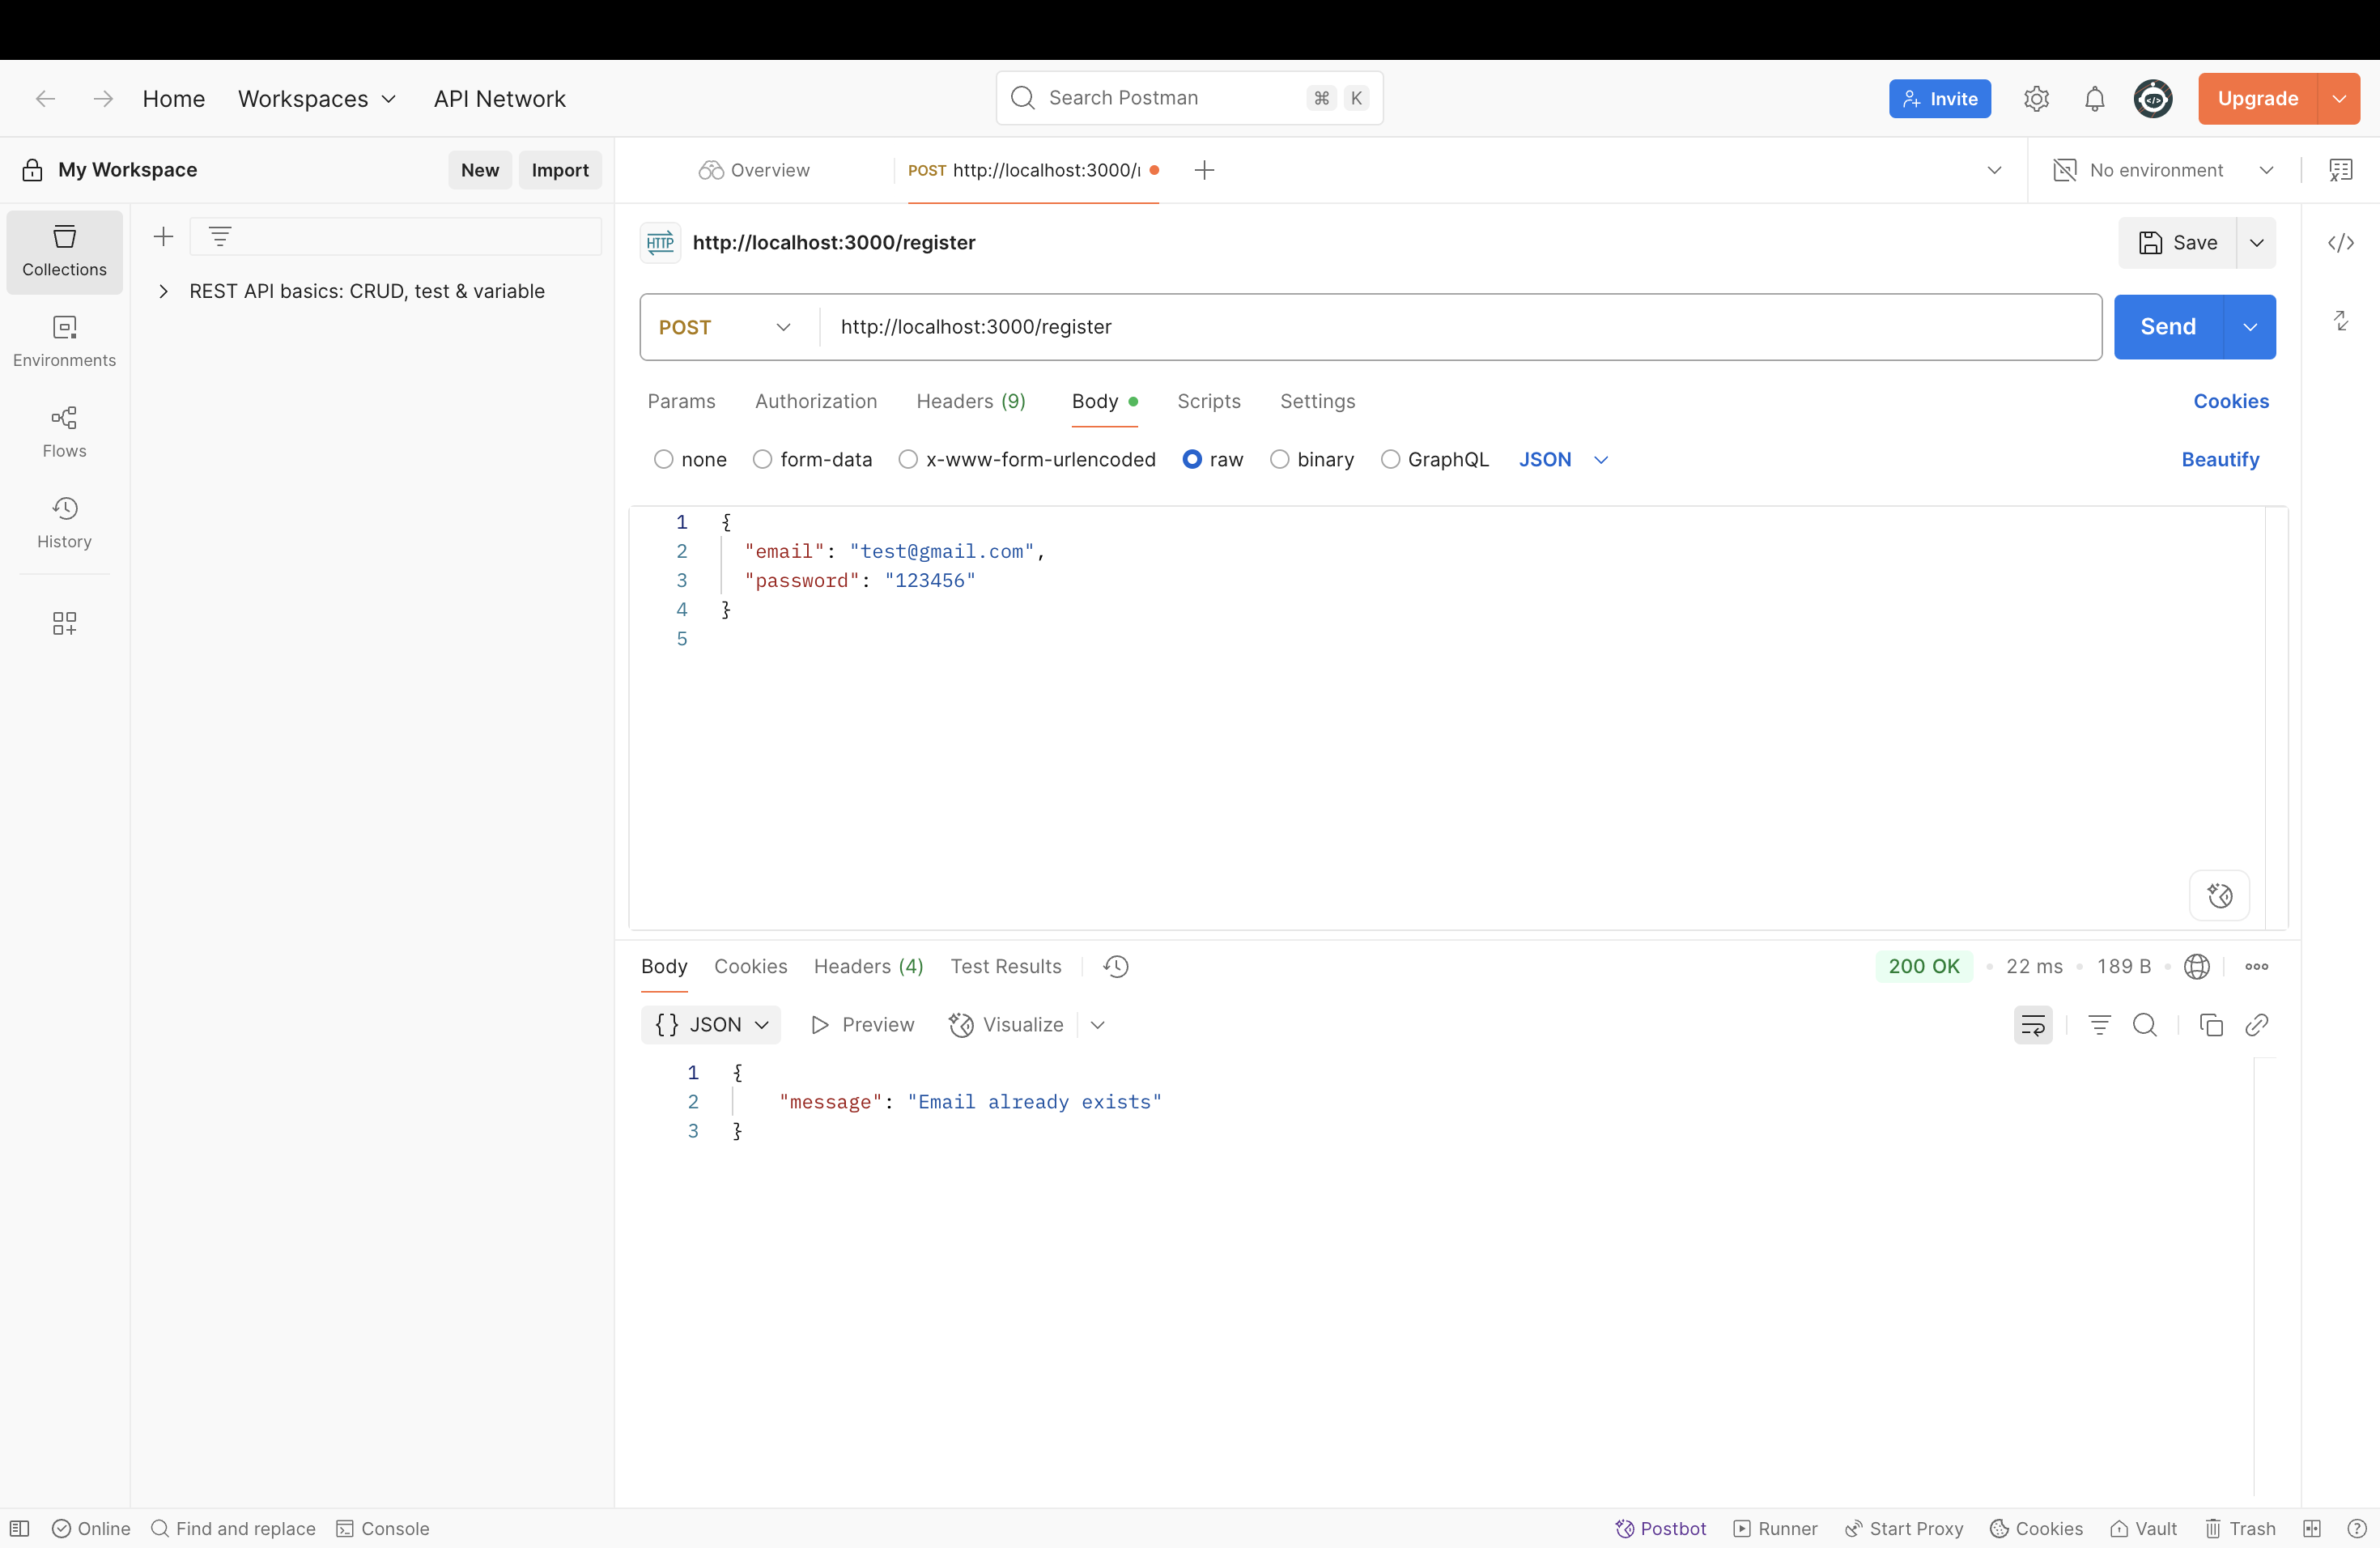 Home Workspaces API Network Search Postman ⌘ K Invite Upgrade
My Workspace New Import Overview POST http://localhost:3000/ No environment
Collections
Environments
Flows
History
REST API basics: CRUD, test & variable
HTTP http://localhost:3000/register Save
POST http://localhost:3000/register Send
Params Authorization Headers (9) Body Scripts Settings Cookies
none form-data x-www-form-urlencoded raw binary GraphQL JSON Beautify
1 {
2 "email": "test@gmail.com",
3 "password": "123456"
4 }
5
Body Cookies Headers (4) Test Results 200 OK • 22 ms • 189 B •
{} JSON Preview Visualize
1 {
2 "message": "Email already exists"
3 }
Online Find and replace Console Postbot Runner Start Proxy Cookies Vault Trash